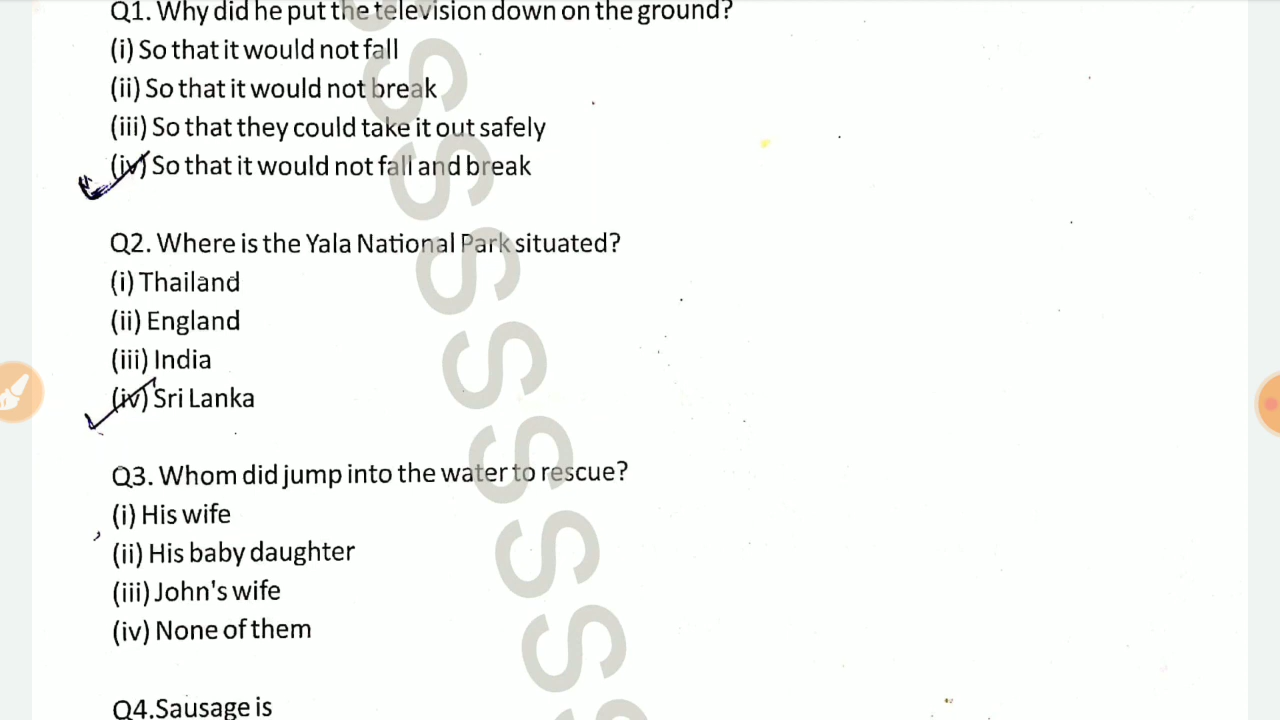 Q1. Why did he put the television down on the ground?
(i) So that it would not fall
(ii) So that it would not break
(iii) So that they could take it out safely
(iv) So that it would not fall and break
Q2. Where is the Yala National Park situated?
(i) Thailand
(ii) England
(iii) India
(iv) Sri Lanka
Q3. Whom did jump into the water to rescue?
(i) His wife
(ii) His baby daughter
(iii) John's wife
(iv) None of them
Q4.Sausage is
SSSSSSSS